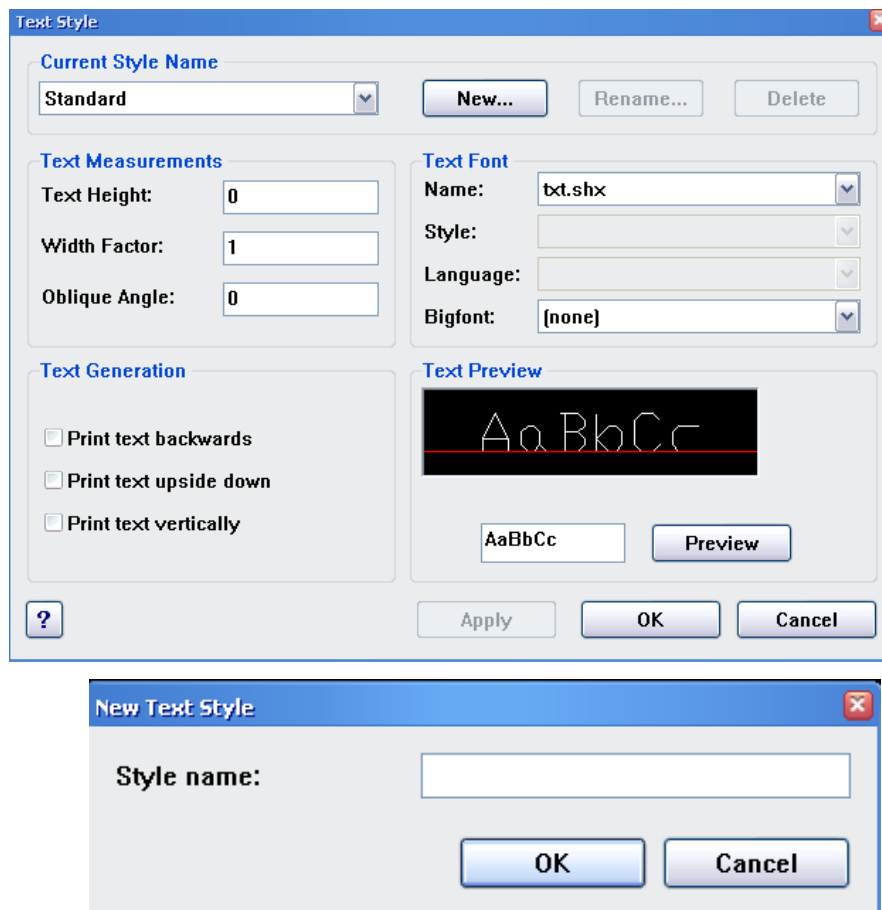 Text Style
Current Style Name
Standard
New...
Rename...
Delete
Text Measurements
Text Height: 0
Width Factor: 1
Oblique Angle: 0
Text Font
Name: txt.shx
Style:
Language:
Bigfont: (none)
Text Generation
Print text backwards
Print text upside down
Print text vertically
Text Preview
AaBbCc
AaBbCc
Preview
?
Apply
OK
Cancel
New Text Style
Style name:
OK
Cancel